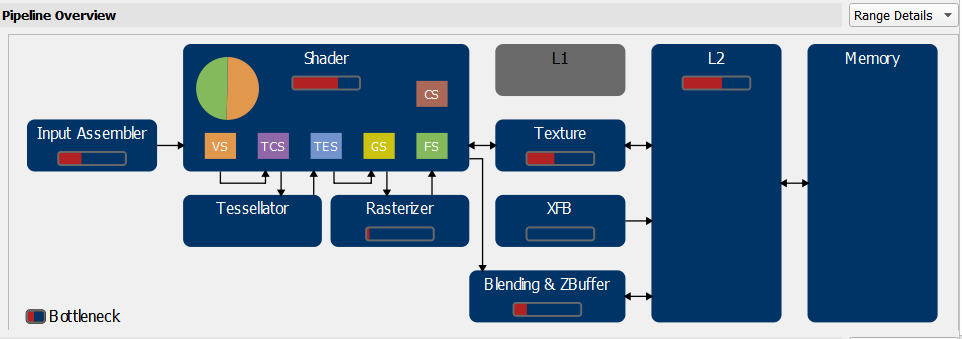 Pipeline Overview
Range Details
Shader
L1
L2
Memory
CS
Input Assembler
VS
TCS
TES
GS
FS
Texture
Tessellator
Rasterizer
XFB
Blending & ZBuffer
Bottleneck